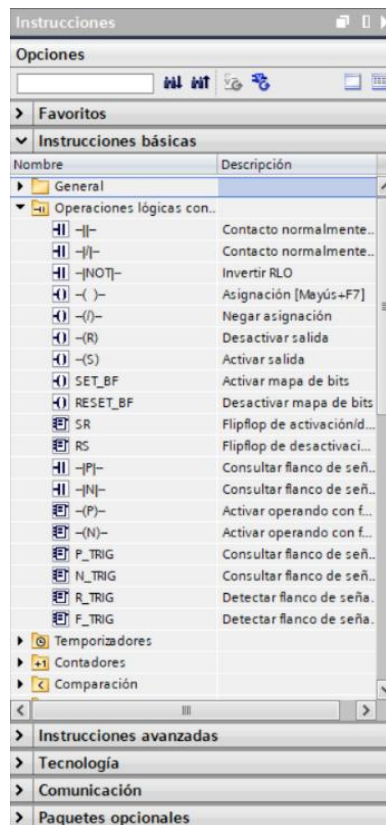 Instrucciones
Opciones
Favoritos
Instrucciones básicas
Nombre Descripción
General
Operaciones lógicas con..
⊣⊢ -||- Contacto normalmente..
-|/|- Contacto normalmente..
-|NOT|- Invertir RLO
-( )- Asignación [Mayús+F7]
-(/)- Negar asignación
-(R) Desactivar salida
-(S) Activar salida
SET_BF Activar mapa de bits
RESET_BF Desactivar mapa de bits
SR Flipflop de activación/d...
RS Flipflop de desactivaci...
-|P|- Consultar flanco de señ..
-|N|- Consultar flanco de señ..
-(P)- Activar operando con f...
-(N)- Activar operando con f...
P_TRIG Consultar flanco de señ..
N_TRIG Consultar flanco de señ..
R_TRIG Detectar flanco de seña.
F_TRIG Detectar flanco de seña.
Temporizadores
+1 Contadores
< Comparación
Instrucciones avanzadas
Tecnología
Comunicación
Paquetes opcionales